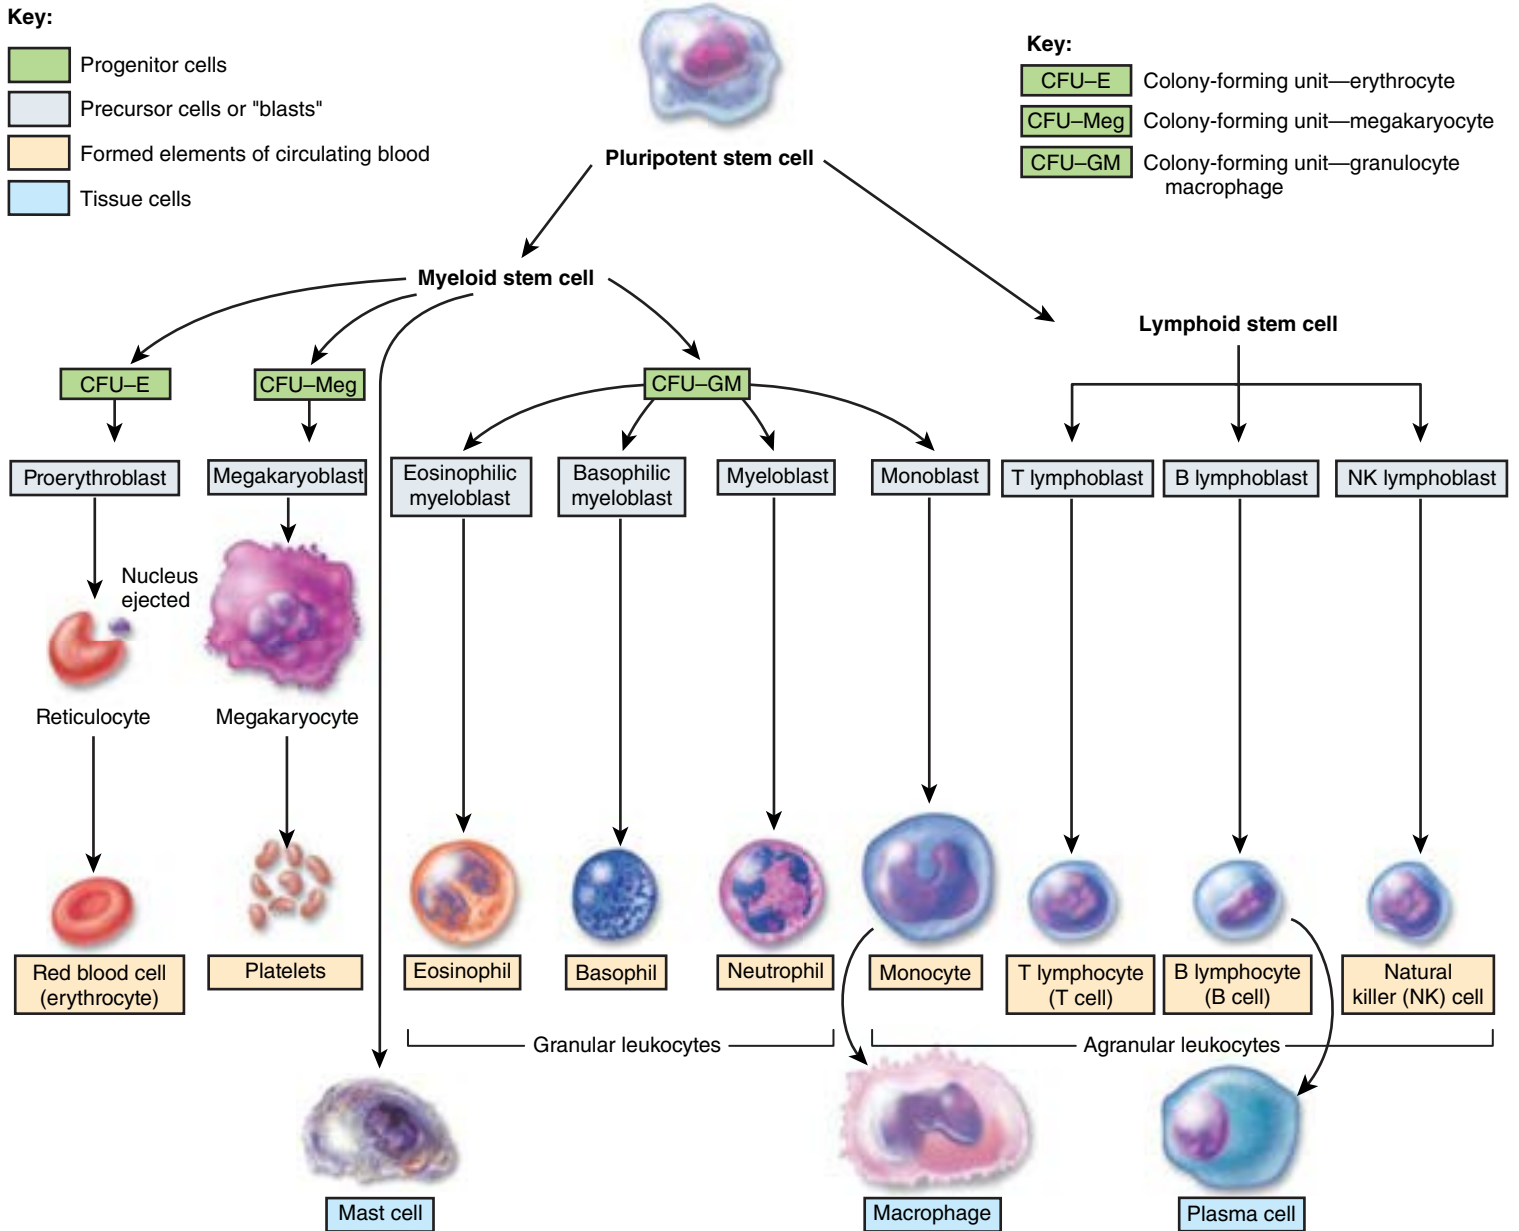 Key:
Progenitor cells
Precursor cells or "blasts"
Formed elements of circulating blood
Tissue cells
Key:
CFU–E Colony-forming unit—erythrocyte
CFU–Meg Colony-forming unit—megakaryocyte
CFU–GM Colony-forming unit—granulocyte
macrophage
Pluripotent stem cell
Myeloid stem cell
Lymphoid stem cell
CFU–E
CFU–Meg
CFU–GM
Proerythroblast
Megakaryoblast
Eosinophilic
myeloblast
Basophilic
myeloblast
Myeloblast
Monoblast
T lymphoblast
B lymphoblast
NK lymphoblast
Nucleus
ejected
Reticulocyte
Megakaryocyte
Red blood cell
(erythrocyte)
Platelets
Eosinophil
Basophil
Neutrophil
Monocyte
T lymphocyte
(T cell)
B lymphocyte
(B cell)
Natural
killer (NK) cell
Granular leukocytes
Agranular leukocytes
Mast cell
Macrophage
Plasma cell